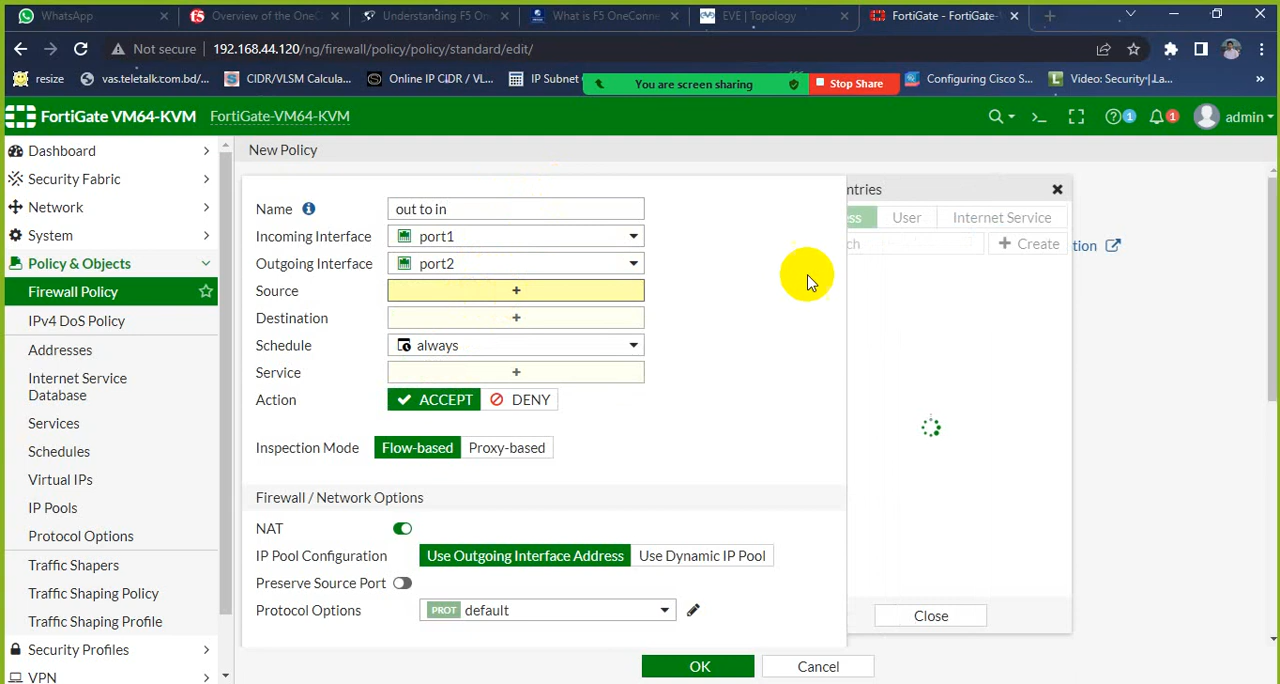 WhatsApp
Overview of the OneC
Understanding F5 On
What is F5 OneConne
EVE | Topology
FortiGate - FortiGate-
Not secure
192.168.44.120/ng/firewall/policy/policy/standard/edit/
resize
vas.teletalk.com.bd/...
CIDR/VLSM Calcula...
Online IP CIDR / VL...
IP Subnet
You are screen sharing
Stop Share
Configuring Cisco S...
Video: Security | La...
»
FortiGate VM64-KVM
FortiGate-VM64-KVM
1
1
admin
Dashboard
Security Fabric
Network
System
Policy & Objects
Firewall Policy
IPv4 DoS Policy
Addresses
Internet Service
Database
Services
Schedules
Virtual IPs
IP Pools
Protocol Options
Traffic Shapers
Traffic Shaping Policy
Traffic Shaping Profile
Security Profiles
VPN
New Policy
Name
out to in
Incoming Interface
port1
Outgoing Interface
port2
Source
+
Destination
+
Schedule
always
Service
+
Action
ACCEPT
DENY
Inspection Mode
Flow-based
Proxy-based
Firewall / Network Options
NAT
IP Pool Configuration
Use Outgoing Interface Address
Use Dynamic IP Pool
Preserve Source Port
Protocol Options
PROT default
OK
Cancel
ntries
ss
User
Internet Service
ch
+ Create
tion
Close